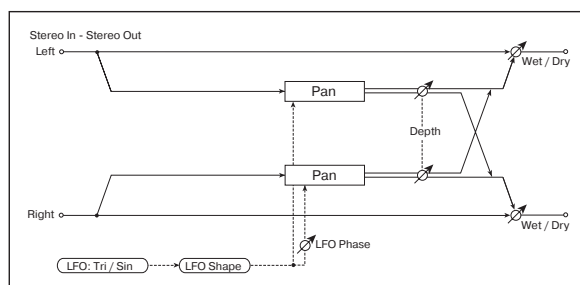 Stereo In - Stereo Out
Left
Wet / Dry
Pan
Depth
Pan
Right
Wet / Dry
LFO Phase
LFO: Tri / Sin
LFO Shape